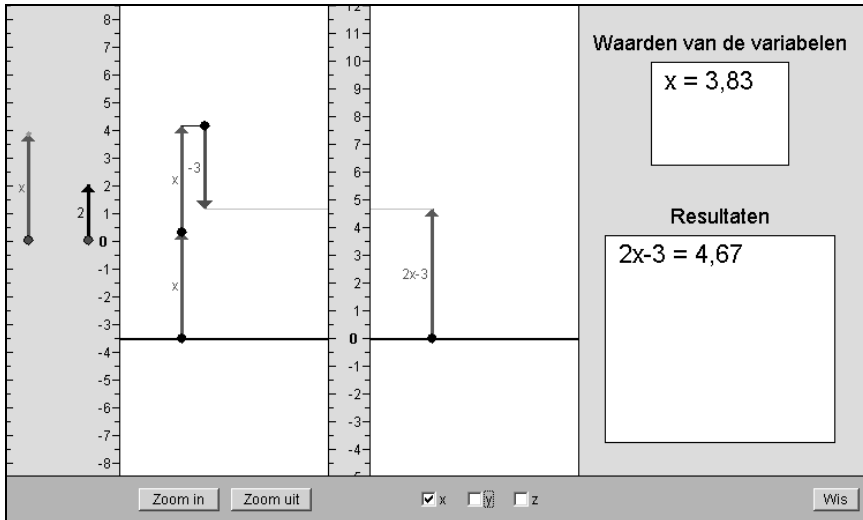 8
7
6
5
4
3
2
1
0
-1
-2
-3
-4
-5
-6
-7
-8
x
2
x
x
-3
12
11
10
9
8
7
6
5
4
3
2
1
0
-1
-2
-3
-4
2x-3
Waarden van de variabelen
x = 3,83
Resultaten
2x-3 = 4,67
Zoom in
Zoom uit
x
y
z
Wis